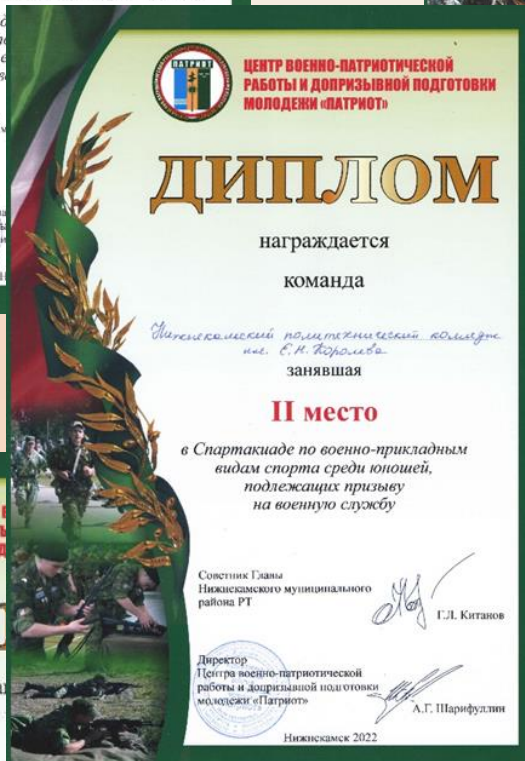 ПАТРИОТ
ЦЕНТР ВОЕННО-ПАТРИОТИЧЕСКОЙ
РАБОТЫ И ДОПРИЗЫВНОЙ ПОДГОТОВКИ
МОЛОДЕЖИ «ПАТРИОТ»
ДИПЛОМ
награждается
команда
Нижнекамский политехнический колледж
им. Е.Н. Королёва
занявшая
II место
в Спартакиаде по военно-прикладным
видам спорта среди юношей,
подлежащих призыву
на военную службу
Советник Главы
Нижнекамского муниципального
района РТ
Г.Л. Китанов
Директор
Центра военно-патриотической
работы и допризывной подготовки
молодежи «Патриот»
А.Г. Шарифуллин
Нижнекамск 2022